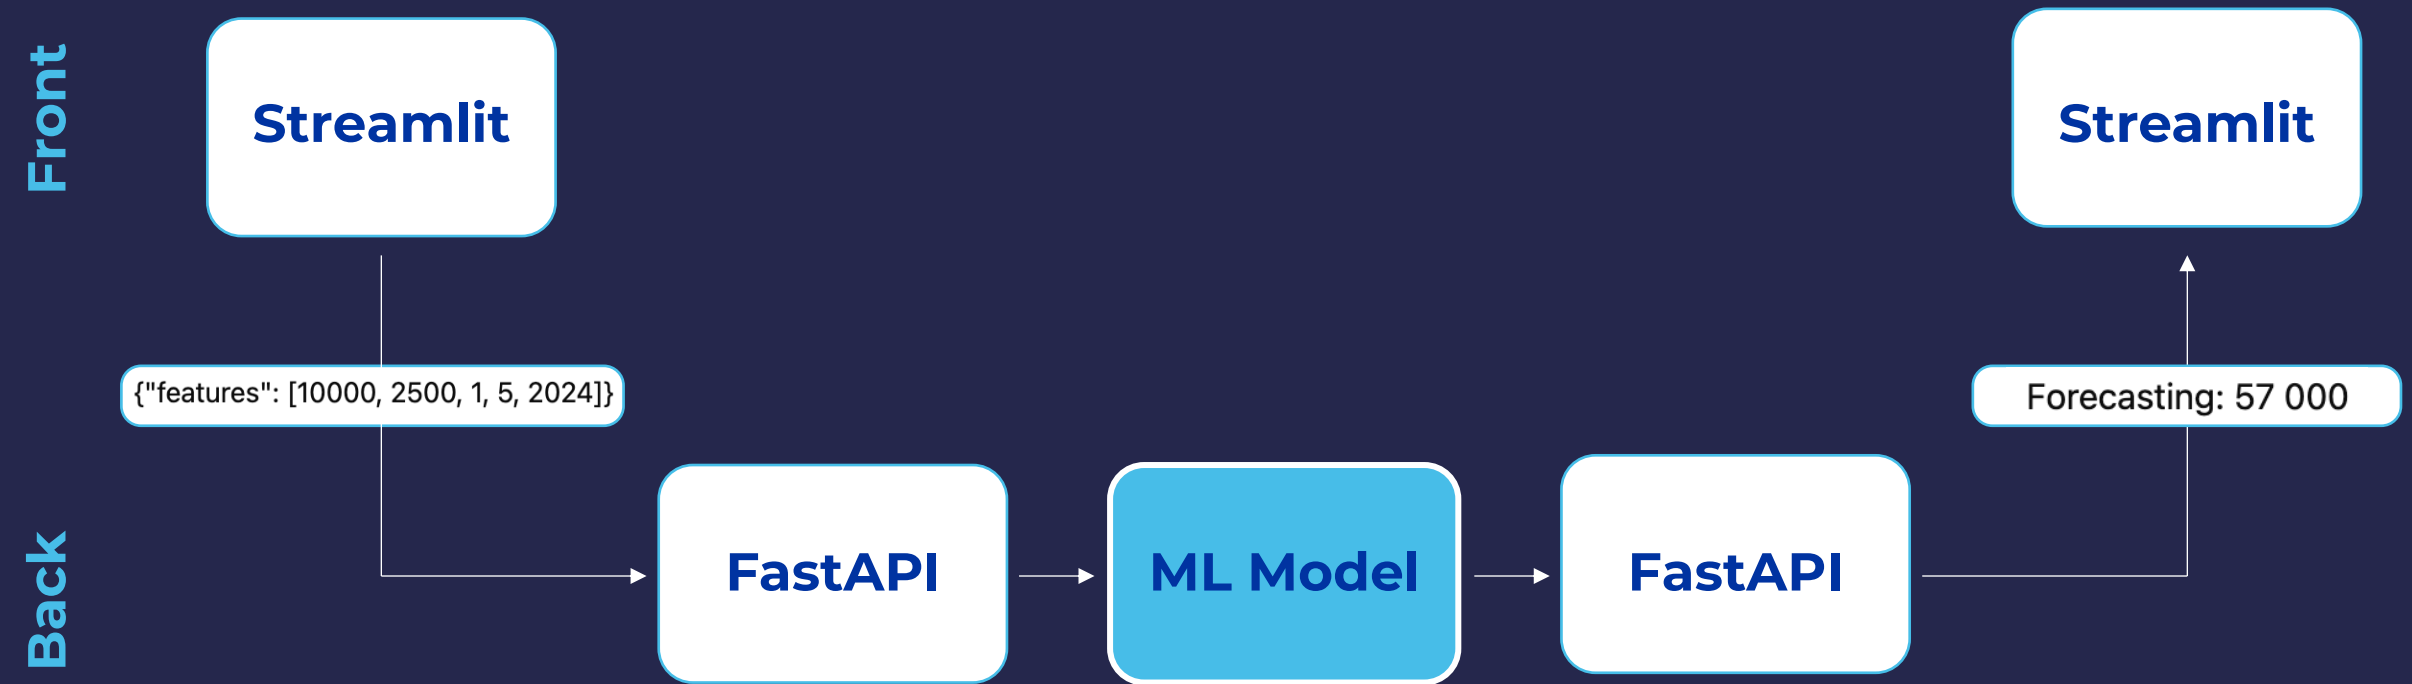 Front
Streamlit
Streamlit
{"features": [10000, 2500, 1, 5, 2024]}
Forecasting: 57 000
Back
FastAPI
ML Model
FastAPI